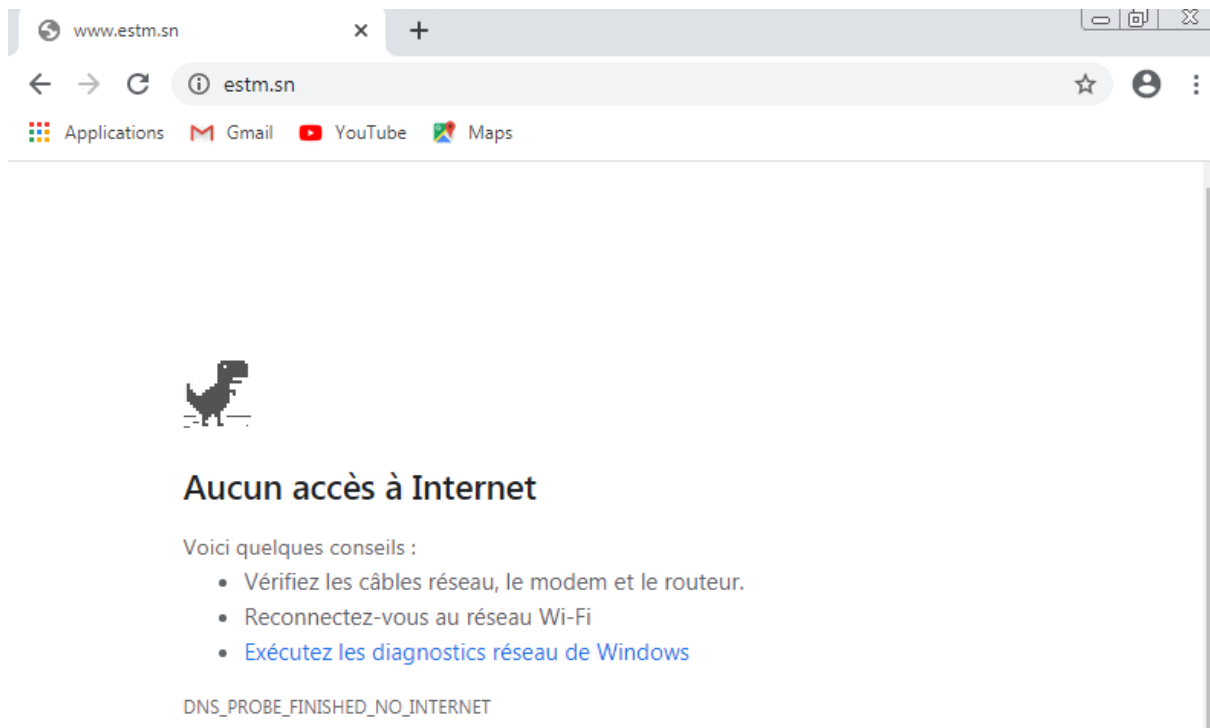 www.estm.sn
estm.sn
Applications Gmail YouTube Maps
Aucun accès à Internet
Voici quelques conseils :
• Vérifiez les câbles réseau, le modem et le routeur.
• Reconnectez-vous au réseau Wi-Fi
• Exécutez les diagnostics réseau de Windows
DNS_PROBE_FINISHED_NO_INTERNET